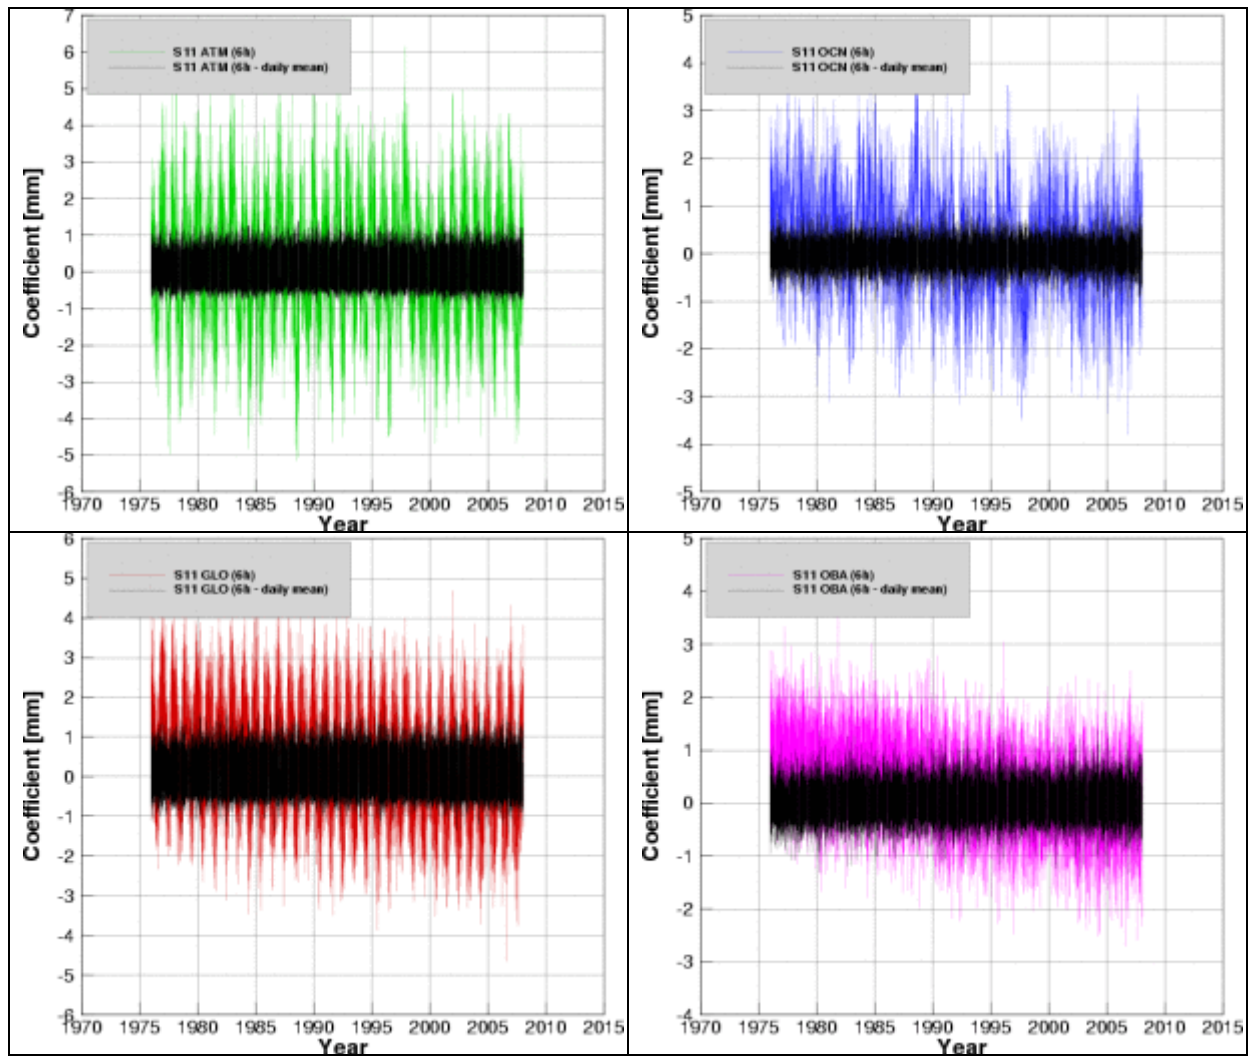 7
6
5
4
3
2
1
0
-1
-2
-3
-4
-5
-6
S11 ATM (6h)
S11 ATM (6h - daily mean)
Coefficient [mm]
1970 1975 1980 1985 1990 1995 2000 2005 2010 2015
Year
5
4
3
2
1
0
-1
-2
-3
-4
-5
S11 OCN (6h)
S11 OCN (6h - daily mean)
Coefficient [mm]
1970 1975 1980 1985 1990 1995 2000 2005 2010 2015
Year
6
5
4
3
2
1
0
-1
-2
-3
-4
-5
-6
S11 GLO (6h)
S11 GLO (6h - daily mean)
Coefficient [mm]
1970 1975 1980 1985 1990 1995 2000 2005 2010 2015
Year
5
4
3
2
1
0
-1
-2
-3
-4
S11 OBA (6h)
S11 OBA (6h - daily mean)
Coefficient [mm]
1970 1975 1980 1985 1990 1995 2000 2005 2010 2015
Year